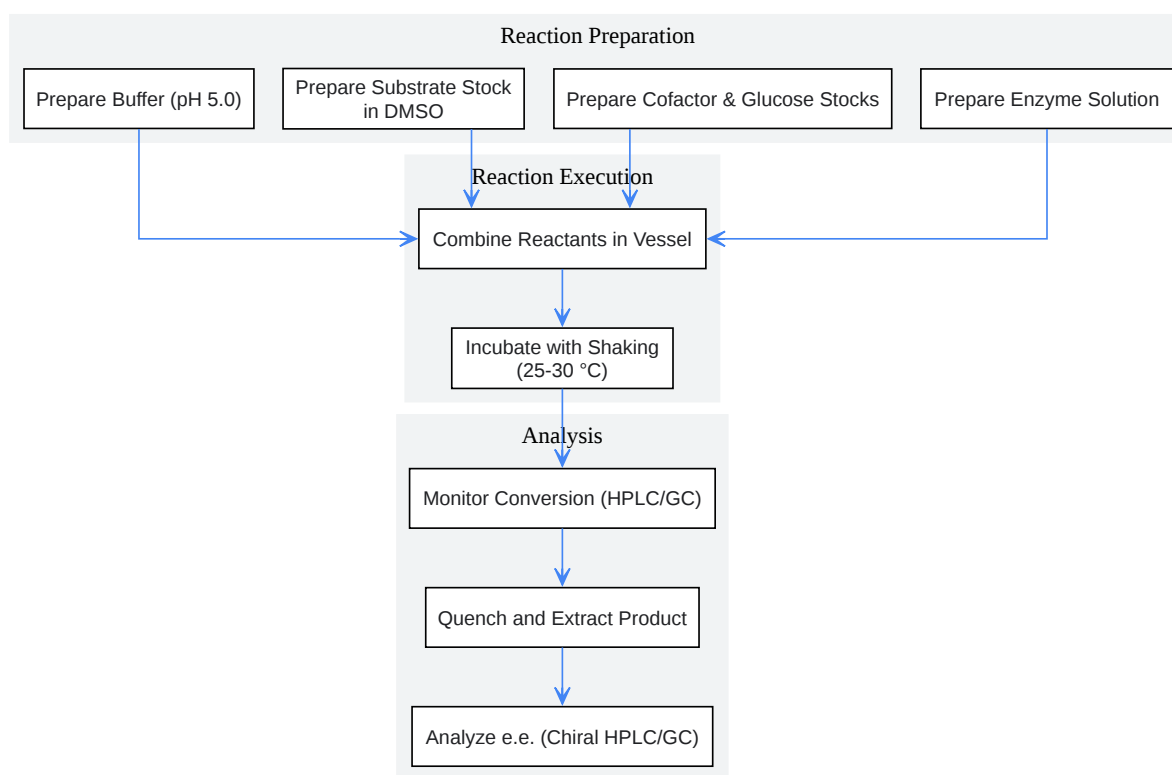 Reaction Preparation
Prepare Buffer (pH 5.0)
Prepare Substrate Stock
in DMSO
Prepare Cofactor & Glucose Stocks
Prepare Enzyme Solution
Reaction Execution
Combine Reactants in Vessel
Incubate with Shaking
(25-30 °C)
Analysis
Monitor Conversion (HPLC/GC)
Quench and Extract Product
Analyze e.e. (Chiral HPLC/GC)